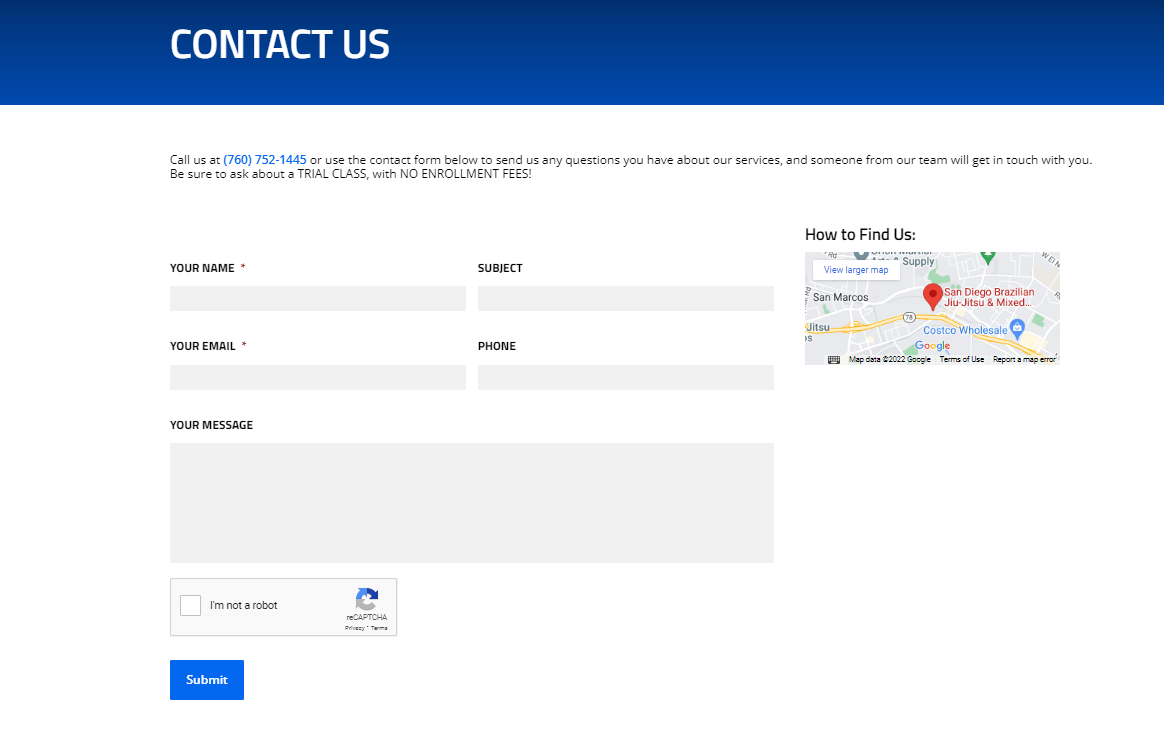 CONTACT US
Call us at (760) 752-1445 or use the contact form below to send us any questions you have about our services, and someone from our team will get in touch with you.
Be sure to ask about a TRIAL CLASS, with NO ENROLLMENT FEES!
How to Find Us:
YOUR NAME *
SUBJECT
YOUR EMAIL *
PHONE
YOUR MESSAGE
I'm not a robot
reCAPTCHA
Privacy - Terms
Submit
& Supply
View larger map
San Marcos
San Diego Brazilian
Jiu-Jitsu & Mixed...
78
Jitsu
Costco Wholesale
Google
Map data ©2022 Google
Terms of Use
Report a map error